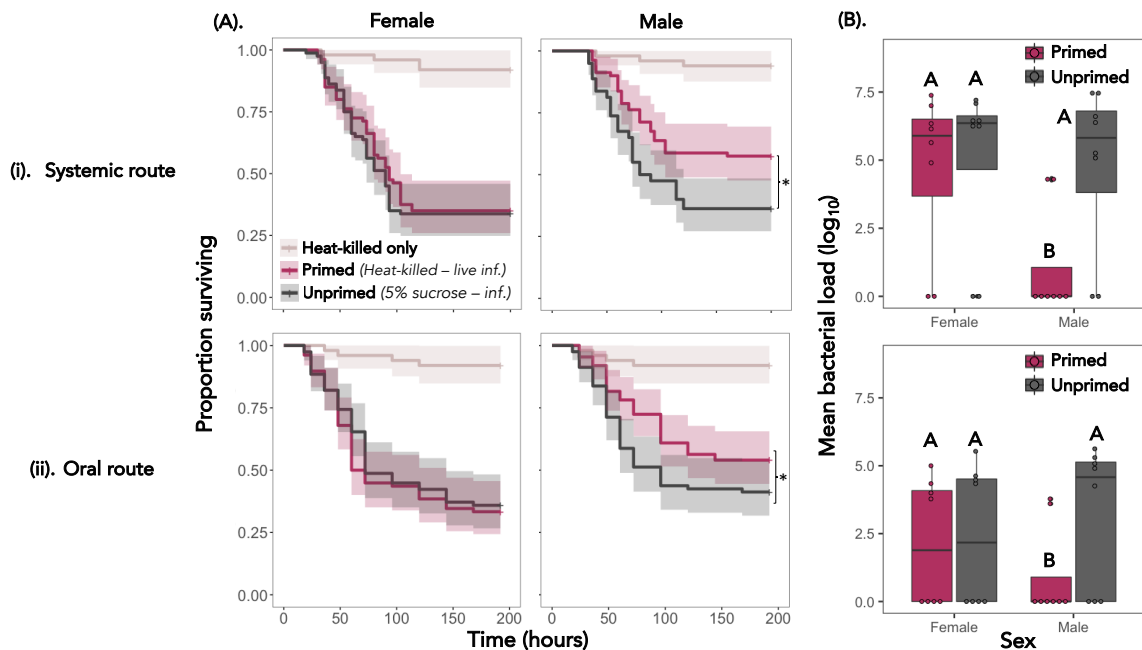 (A).
Female
Male
(B).
(i). Systemic route
(ii). Oral route
Proportion surviving
1.00
0.75
0.50
0.25
0.00
Heat-killed only
Primed (Heat-killed – live inf.)
Unprimed (5% sucrose – inf.)
*
1.00
0.75
0.50
0.25
0.00
*
0 50 100 150 200
0 50 100 150 200
Time (hours)
Mean bacterial load (log10)
Primed
Unprimed
7.5
5.0
2.5
0.0
A A A B
Female Male
Primed
Unprimed
7.5
5.0
2.5
0.0
A A A B
Female Male
Sex